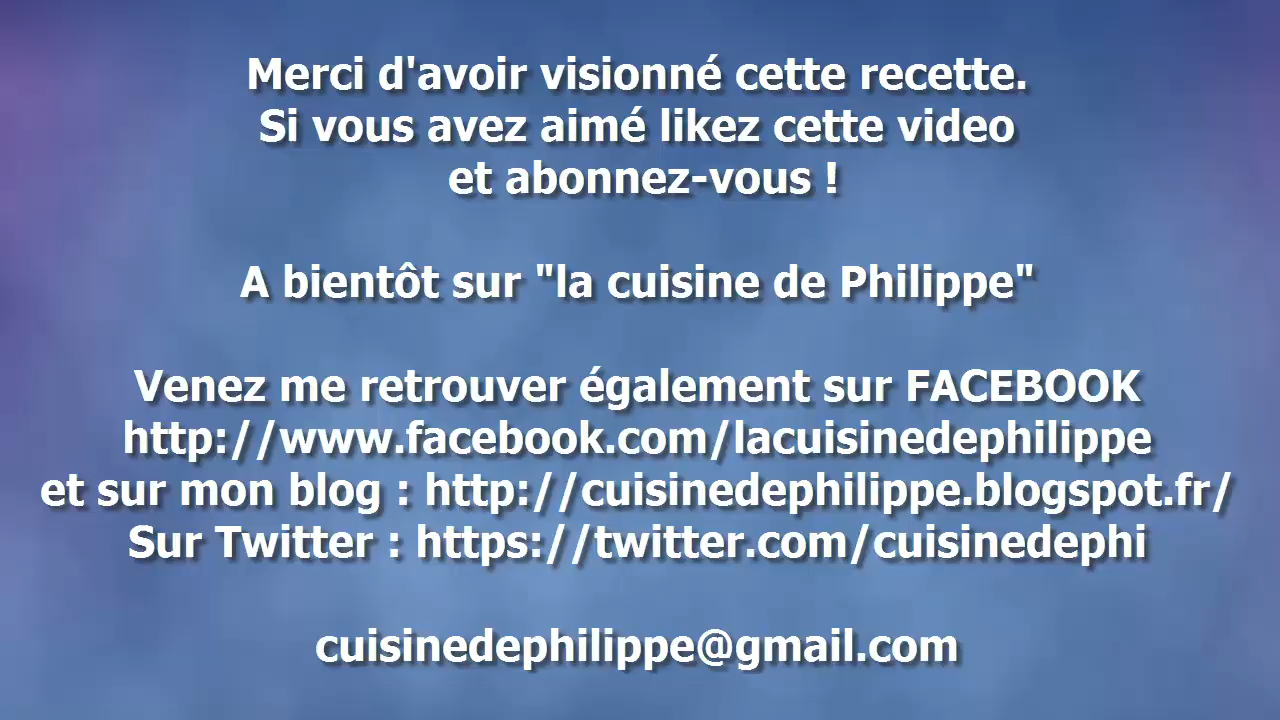 Merci d'avoir visionné cette recette.
Si vous avez aimé likez cette video
et abonnez-vous !
A bientôt sur "la cuisine de Philippe"
Venez me retrouver également sur FACEBOOK
http://www.facebook.com/lacuisinedephilippe
et sur mon blog : http://cuisinedephilippe.blogspot.fr/
Sur Twitter : https://twitter.com/cuisinedephi
cuisinedephilippe@gmail.com